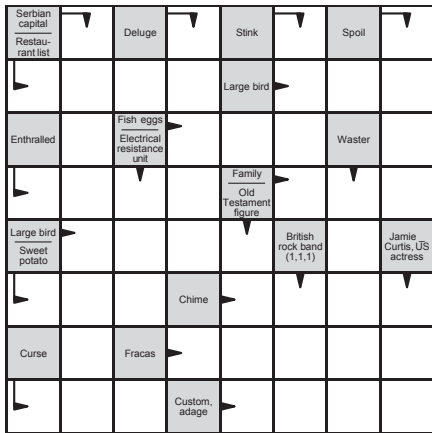 Serbian
capital
Restau-
rant list
Deluge
Stink
Spoil
Large bird
Enthralled
Fish eggs
Electrical
resistance
unit
Waster
Family
Old
Testament
figure
Large bird
Sweet
potato
British
rock band
(1,1,1)
Jamie
Curtis, US
actress
Chime
Curse
Fracas
Custom,
adage